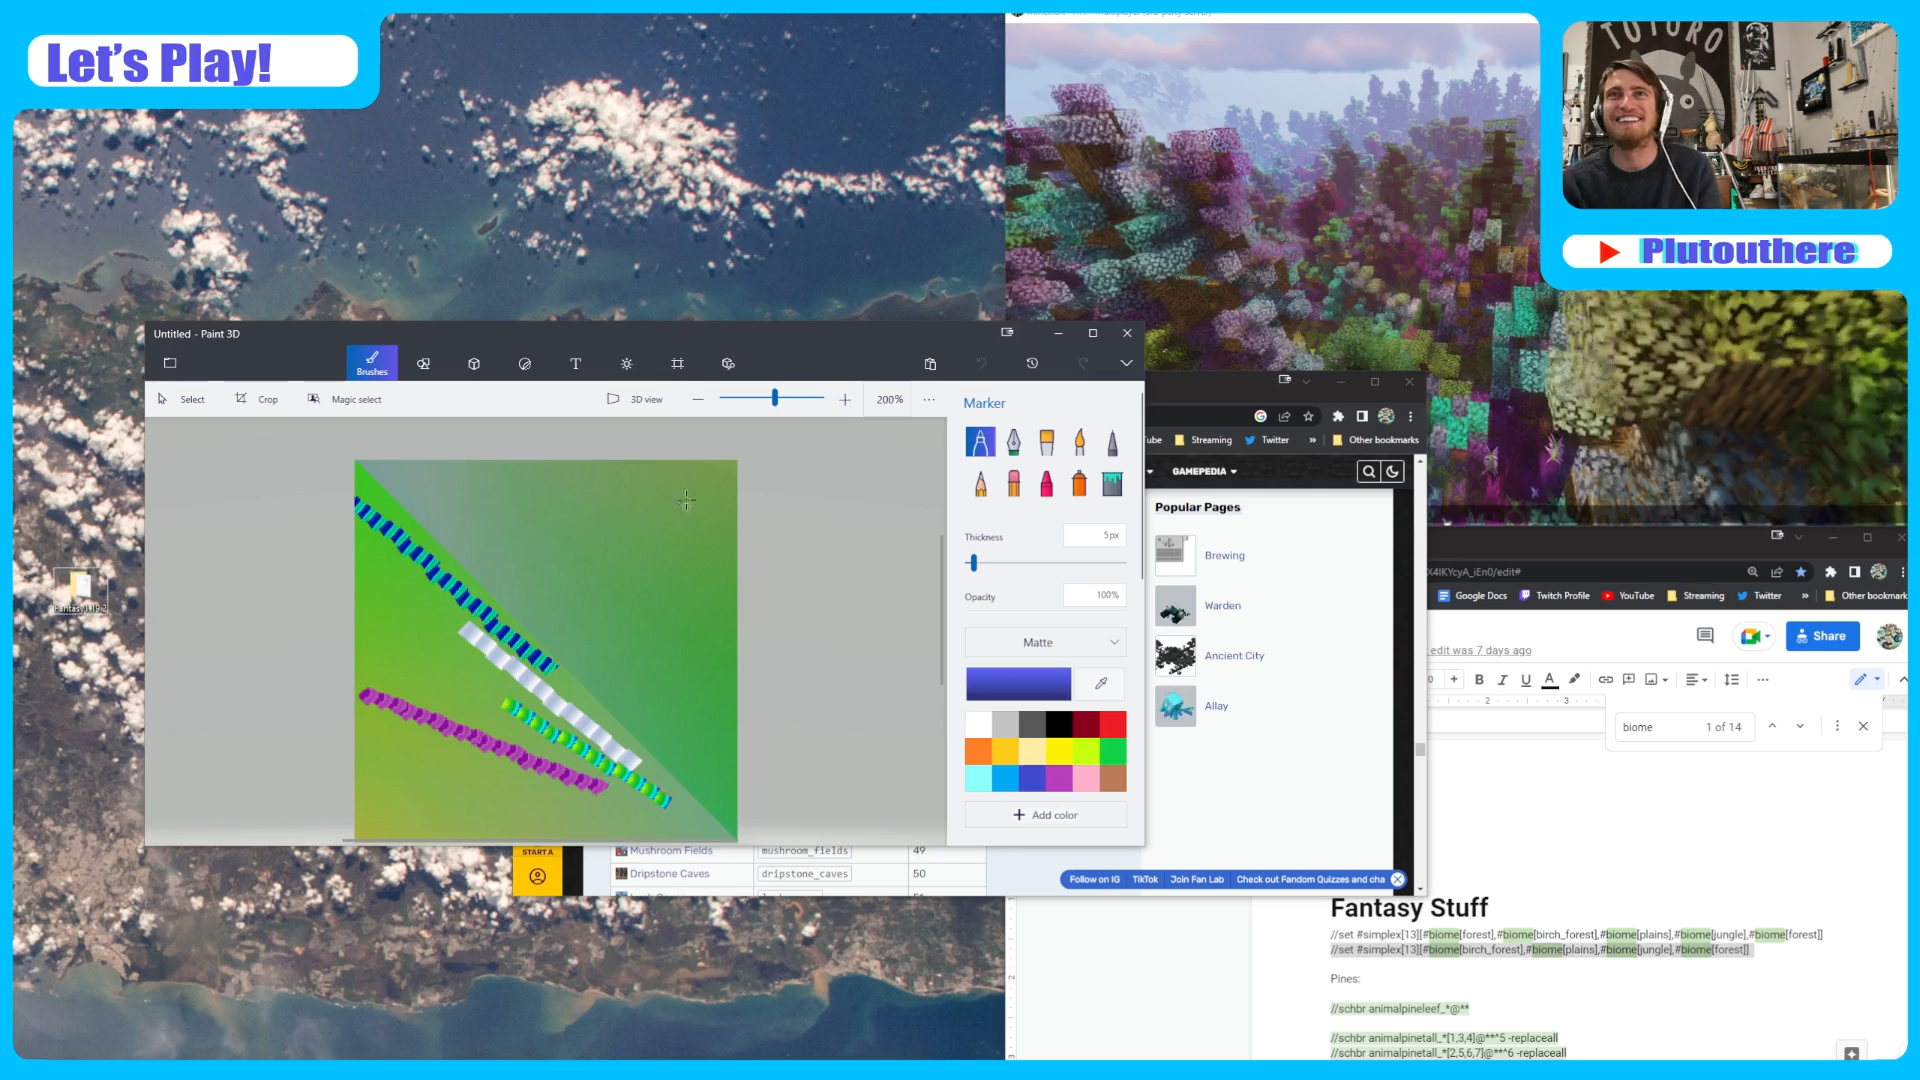 Let's Play!
TOTORO
Plutouthere
Untitled - Paint 3D
Brushes
Select
Crop
Magic select
3D view
200%
Marker
Thickness
5px
Opacity
100%
Matte
Add color
Streaming
Twitter
»
Other bookmarks
GAMEPEDIA
Popular Pages
Brewing
Warden
Ancient City
Allay
START A
Mushroom Fields
mushroom_fields
49
Dripstone Caves
dripstone_caves
50
Follow on IG
TikTok
Join Fan Lab
Check out Fandom Quizzes and cha
X4IKYcyA_iEn0/edit#
Google Docs
Twitch Profile
YouTube
Streaming
Twitter
»
Other bookmark
Share
edit was 7 days ago
biome
1 of 14
Fantasy Stuff
//set #simplex[13][#biome[forest],#biome[birch_forest],#biome[plains],#biome[jungle],#biome[forest]]
//set #simplex[13][#biome[birch_forest],#biome[plains],#biome[jungle],#biome[forest]]
Pines:
//schbr animalpineleef_*@**
//schbr animalpinetall_*[1,3,4]@**^5 -replaceall
//schbr animalpinetall_*[2,5,6,7]@**^6 -replaceall